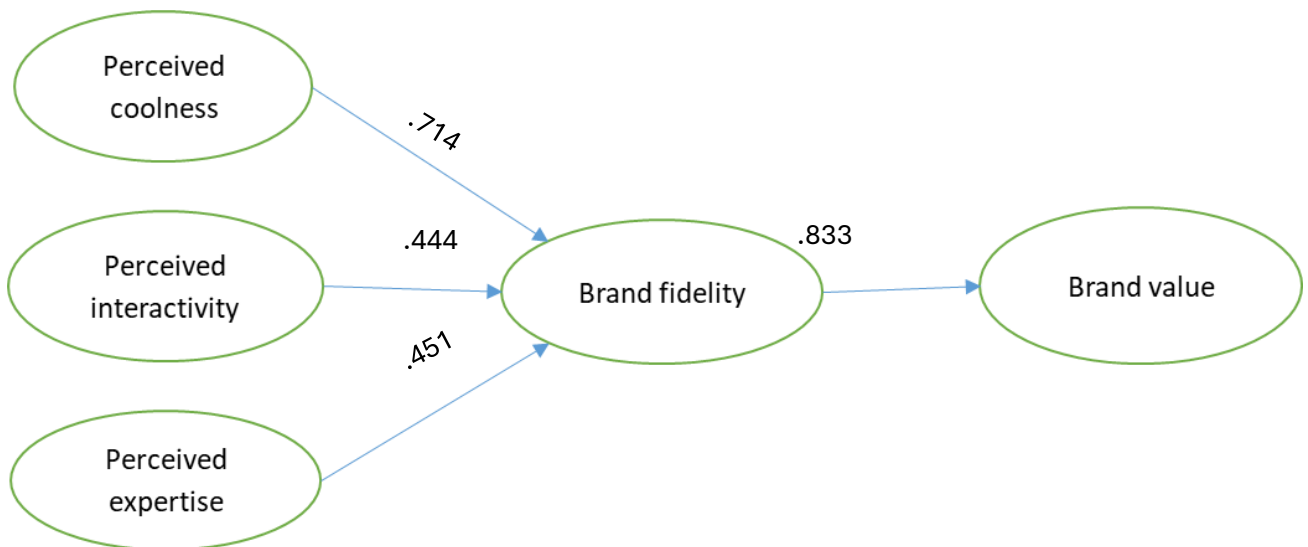 Perceived
coolness
.714
Perceived
interactivity
.444
Brand fidelity
.833
Brand value
.451
Perceived
expertise